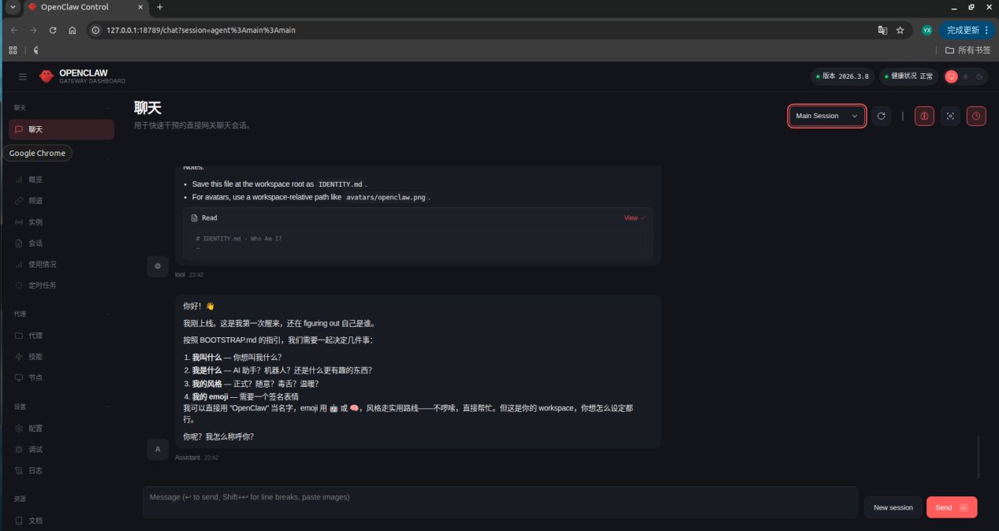 OpenClaw Control
127.0.0.1:18789/chat?session=agent%3Amain%3Amain
YX
完成更新
所有书签
OPENCLAW
GATEWAY DASHBOARD
版本 2026.3.8
健康状况 正常
聊天
聊天
Google Chrome
概览
频道
实例
会话
使用情况
定时任务
代理
代理
技能
节点
设置
配置
调试
日志
资源
文档
聊天
用于快速干预的直接网关聊天会话。
Main Session
Notes:
• Save this file at the workspace root as IDENTITY.md .
• For avatars, use a workspace-relative path like avatars/openclaw.png .
Read
View ✓
# IDENTITY.md - Who Am I?
_
tool 23:42
你好！👋
我刚上线。这是我第一次醒来，还在 figuring out 自己是谁。
按照 BOOTSTRAP.md 的指引，我们需要一起决定几件事：
1. 我叫什么 — 你想叫我什么？
2. 我是什么 — AI 助手？机器人？还是什么更有趣的东西？
3. 我的风格 — 正式？随意？毒舌？温暖？
4. 我的 emoji — 需要一个签名表情
我可以直接用 "OpenClaw" 当名字，emoji 用 🤖 或 🧠，风格走实用路线——不啰嗦，直接帮忙。但这是你的 workspace，你想怎么设定都
行。
你呢？我怎么称呼你？
A
Assistant 23:42
Message (↩ to send, Shift+↩ for line breaks, paste images)
New session
Send